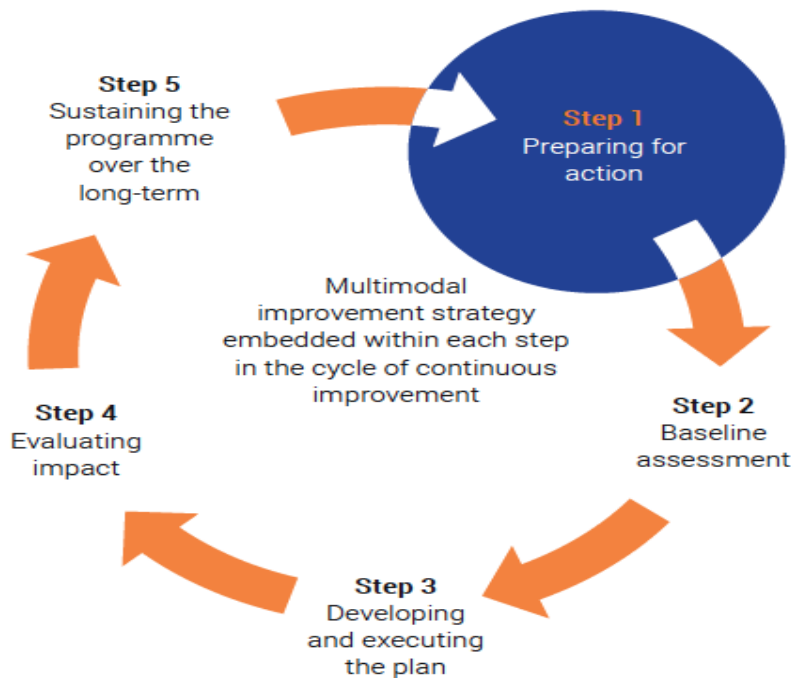 Step 1
Preparing for
action
Step 2
Baseline
assessment
Step 3
Developing
and executing
the plan
Step 4
Evaluating
impact
Step 5
Sustaining the
programme
over the
long-term
Multimodal
improvement strategy
embedded within each step
in the cycle of continuous
improvement